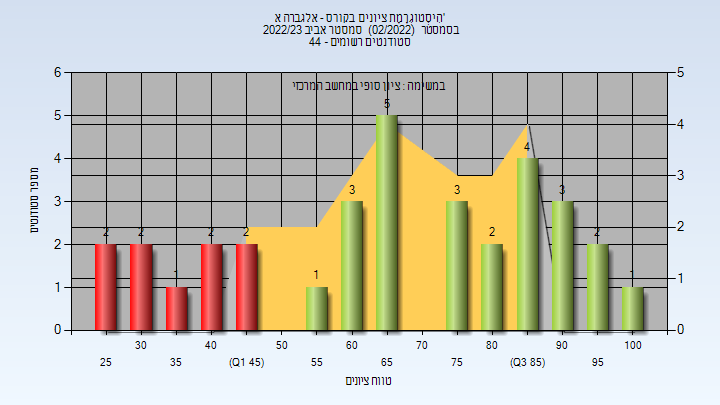 'היסטוגרמת ציונים בקורס - אלגברה א
בסמסטר (02/2022) סמסטר אביב 2022/23
סטודנטים רשומים - 44
במשימה : ציון סופי במחשב המרכזי
מספר סטודנטים
6 5 4 3 2 1 0
5 4 3 2 1 0
2 2 1 2 2 1 3 5 3 2 4 3 2 1
30 40 50 60 70 80 90 100
25 35 (Q1 45) 55 65 75 (Q3 85) 95
טווח ציונים